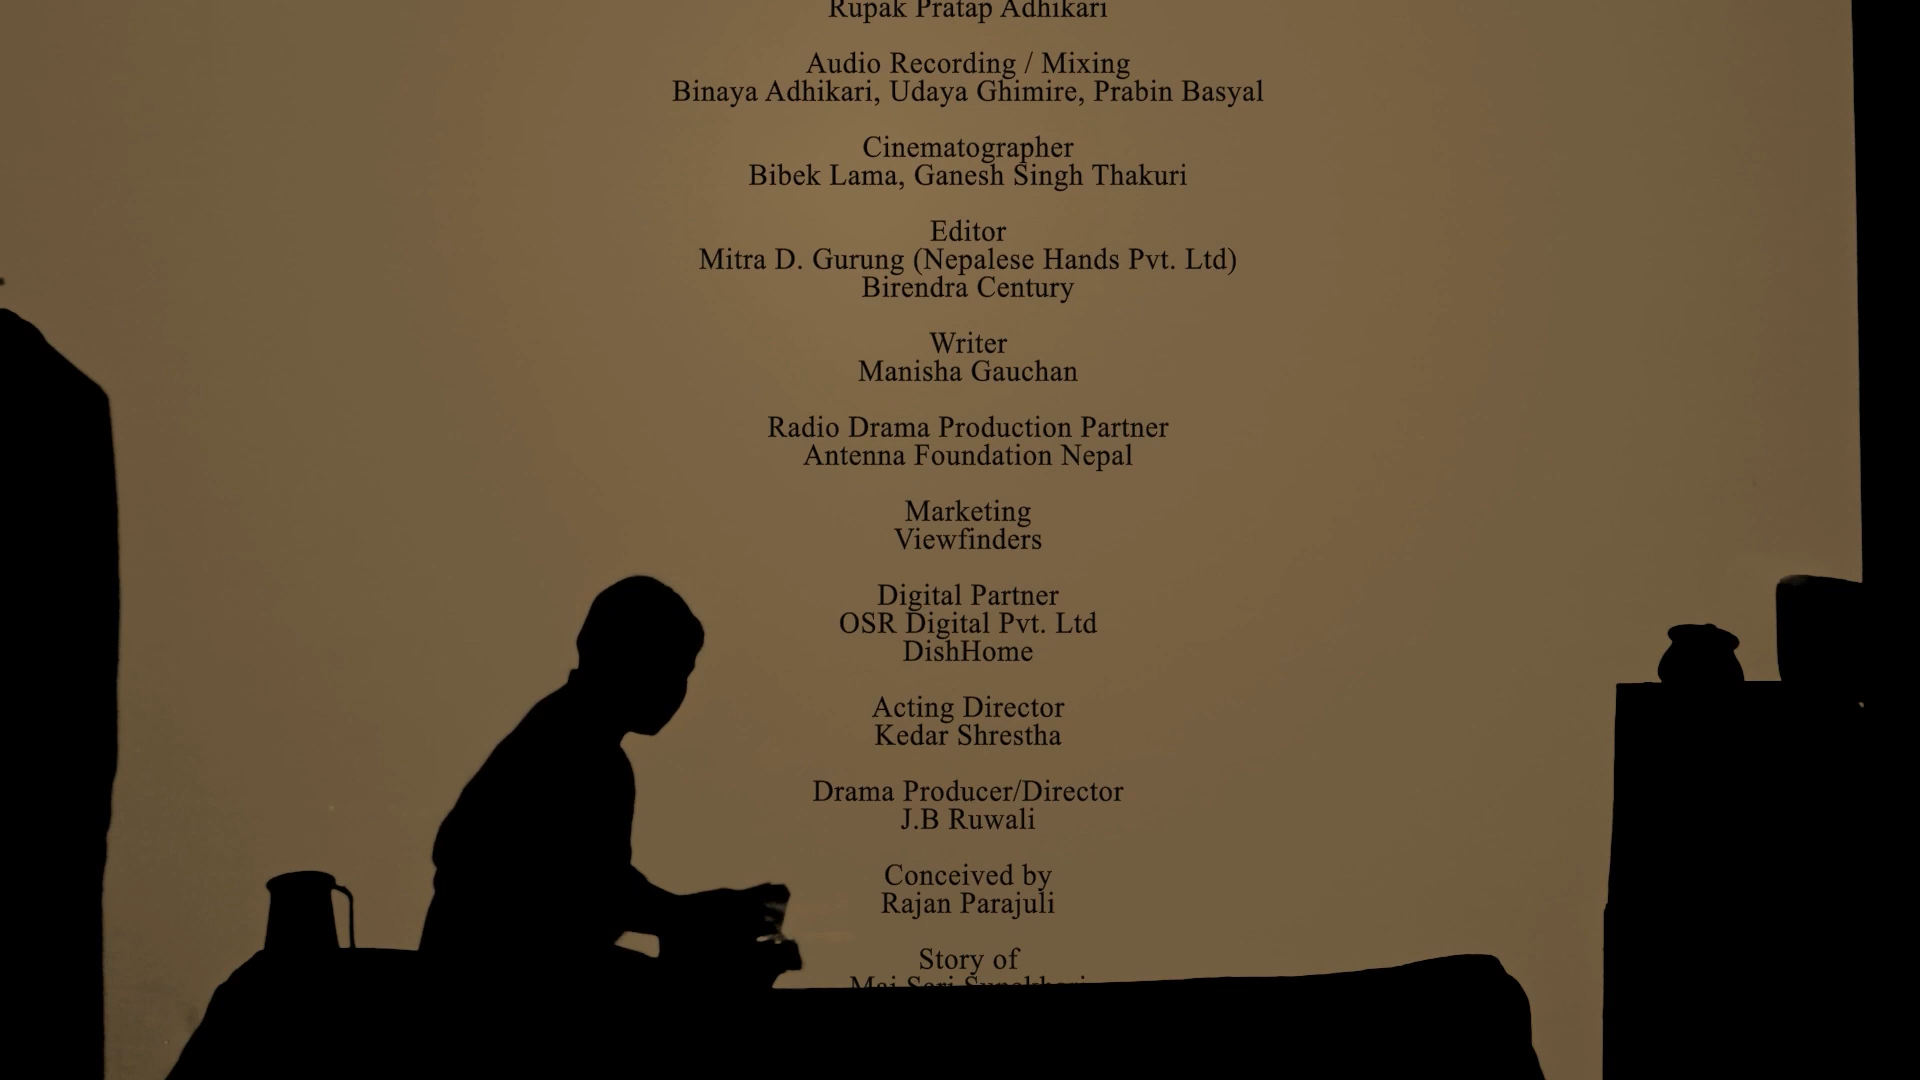 Rupak Pratap Adhikari
Audio Recording / Mixing
Binaya Adhikari, Udaya Ghimire, Prabin Basyal
Cinematographer
Bibek Lama, Ganesh Singh Thakuri
Editor
Mitra D. Gurung (Nepalese Hands Pvt. Ltd)
Birendra Century
Writer
Manisha Gauchan
Radio Drama Production Partner
Antenna Foundation Nepal
Marketing
Viewfinders
Digital Partner
OSR Digital Pvt. Ltd
DishHome
Acting Director
Kedar Shrestha
Drama Producer/Director
J.B Ruwali
Conceived by
Rajan Parajuli
Story of